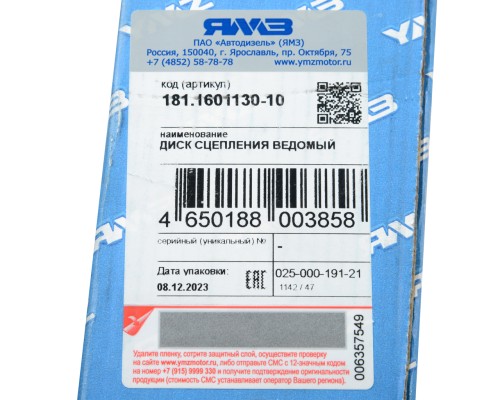 ЯМЗ
ПАО «Автодизель» (ЯМЗ)
Россия, 150040, г. Ярославль, пр. Октября, 75
+7 (4852) 58-78-78 www.ymzmotor.ru
код (артикул)
181.1601130-10
наименование
ДИСК СЦЕПЛЕНИЯ ВЕДОМЫЙ
4 650188 003858
серийный (уникальный) № -
Дата упаковки: EAC 025-000-191-21
08.12.2023 1142 / 47
Удалите пленку, сотрите защитный слой, осуществите проверку
на сайте www.ymzmotor.ru, либо отправьте СМС с 12-значным кодом
на номер +7 (915) 9999 330 и получите подтверждение оригинальности
продукции (стоимость СМС устанавливает оператор Вашего региона).
006357549
ЯМЗ
ЯМЗ